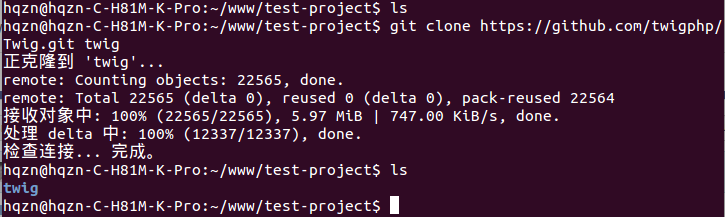 hqzn@hqzn-C-H81M-K-Pro:~/www/test-project$ ls
hqzn@hqzn-C-H81M-K-Pro:~/www/test-project$ git clone https://github.com/twigphp/
Twig.git twig
正克隆到 'twig'...
remote: Counting objects: 22565, done.
remote: Total 22565 (delta 0), reused 0 (delta 0), pack-reused 22564
接收对象中: 100% (22565/22565), 5.97 MiB | 747.00 KiB/s, done.
处理 delta 中: 100% (12337/12337), done.
检查连接... 完成。
hqzn@hqzn-C-H81M-K-Pro:~/www/test-project$ ls
twig
hqzn@hqzn-C-H81M-K-Pro:~/www/test-project$